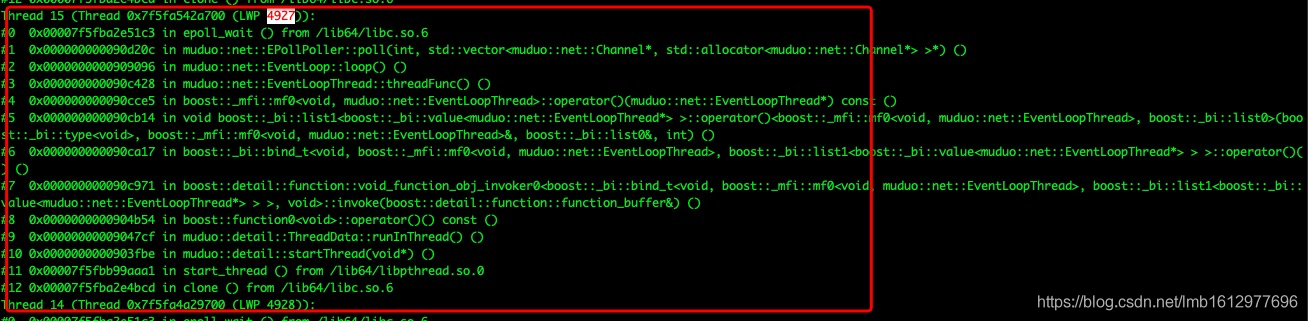 #12 0x00007f5fba2e4bcd in clone () from /lib64/libc.so.6
Thread 15 (Thread 0x7f5fa542a700 (LWP 4927)):
#0  0x00007f5fba2e51c3 in epoll_wait () from /lib64/libc.so.6
#1  0x000000000090d20c in muduo::net::EPollPoller::poll(int, std::vector<muduo::net::Channel*, std::allocator<muduo::net::Channel*> >*) ()
#2  0x0000000000909096 in muduo::net::EventLoop::loop() ()
#3  0x000000000090c428 in muduo::net::EventLoopThread::threadFunc() ()
#4  0x000000000090cce5 in boost::_mfi::mf0<void, muduo::net::EventLoopThread>::operator()(muduo::net::EventLoopThread*) const ()
#5  0x000000000090cb14 in void boost::_bi::list1<boost::_bi::value<muduo::net::EventLoopThread*> >::operator()<boost::_mfi::mf0<void, muduo::net::EventLoopThread>, boost::_bi::list0>(boo
st::_bi::type<void>, boost::_mfi::mf0<void, muduo::net::EventLoopThread>&, boost::_bi::list0&, int) ()
#6  0x000000000090ca17 in boost::_bi::bind_t<void, boost::_mfi::mf0<void, muduo::net::EventLoopThread>, boost::_bi::list1<boost::_bi::value<muduo::net::EventLoopThread*> > >::operator()(
) ()
#7  0x000000000090c971 in boost::detail::function::void_function_obj_invoker0<boost::_bi::bind_t<void, boost::_mfi::mf0<void, muduo::net::EventLoopThread>, boost::_bi::list1<boost::_bi::
value<muduo::net::EventLoopThread*> > >, void>::invoke(boost::detail::function::function_buffer&) ()
#8  0x0000000000904b54 in boost::function0<void>::operator()() const ()
#9  0x00000000009047cf in muduo::detail::ThreadData::runInThread() ()
#10 0x0000000000903fbe in muduo::detail::startThread(void*) ()
#11 0x00007f5fbb99aaa1 in start_thread () from /lib64/libpthread.so.0
#12 0x00007f5fba2e4bcd in clone () from /lib64/libc.so.6
Thread 14 (Thread 0x7f5fa4a29700 (LWP 4928)):
#0  0x00007f5fba2e51c3 in epoll_wait () from /lib64/libc.so.6
https://blog.csdn.net/lmb1612977696